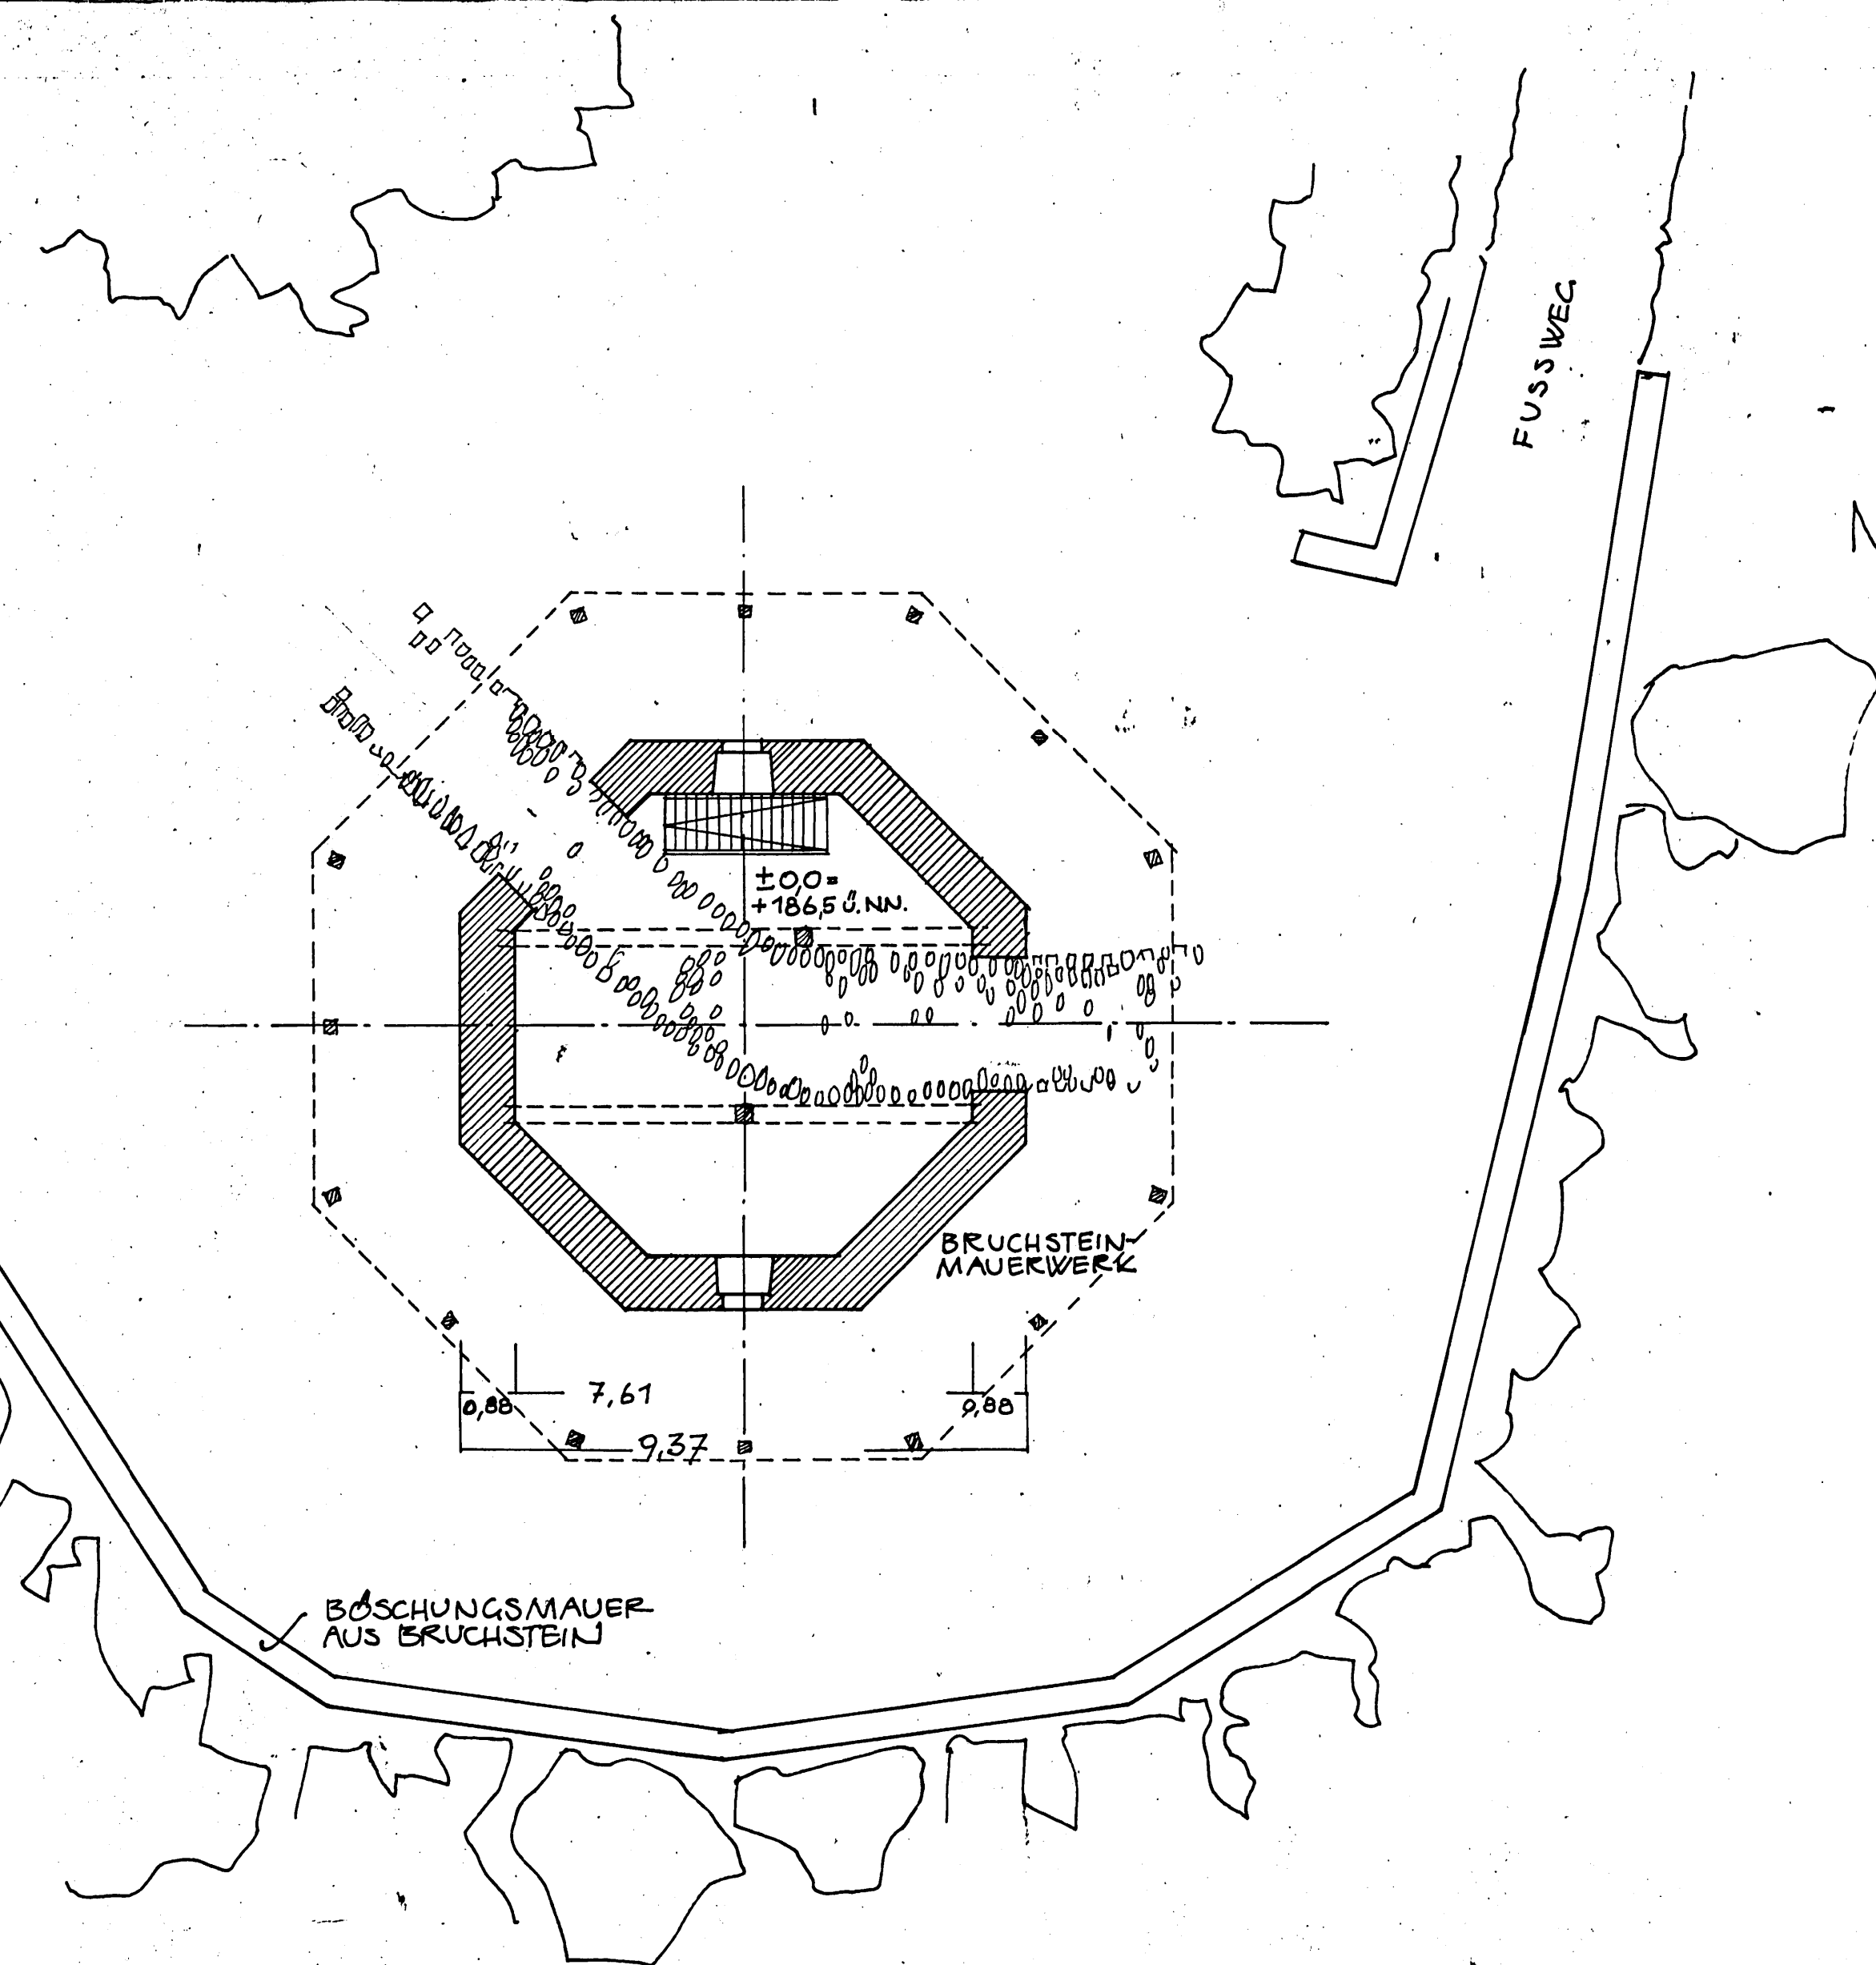 FUSSWEG
±0,0=
+186,5 Ü.NN.
BRUCHSTEIN-
MAUERWERK
0,88
7,61
0,88
9,37
BÖSCHUNGSMAUER
AUS BRUCHSTEIN